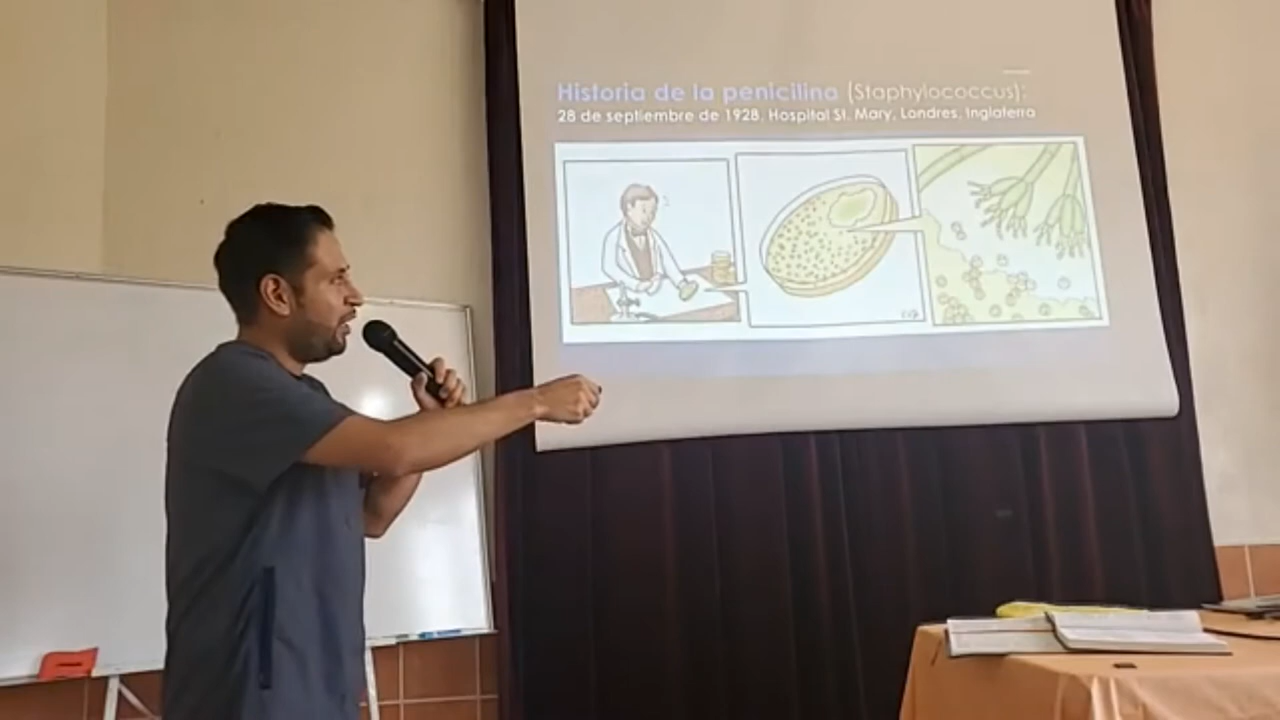 Historia de la penicilina (Staphylococcus):
28 de septiembre de 1928. Hospital St. Mary, Londres, Inglaterra